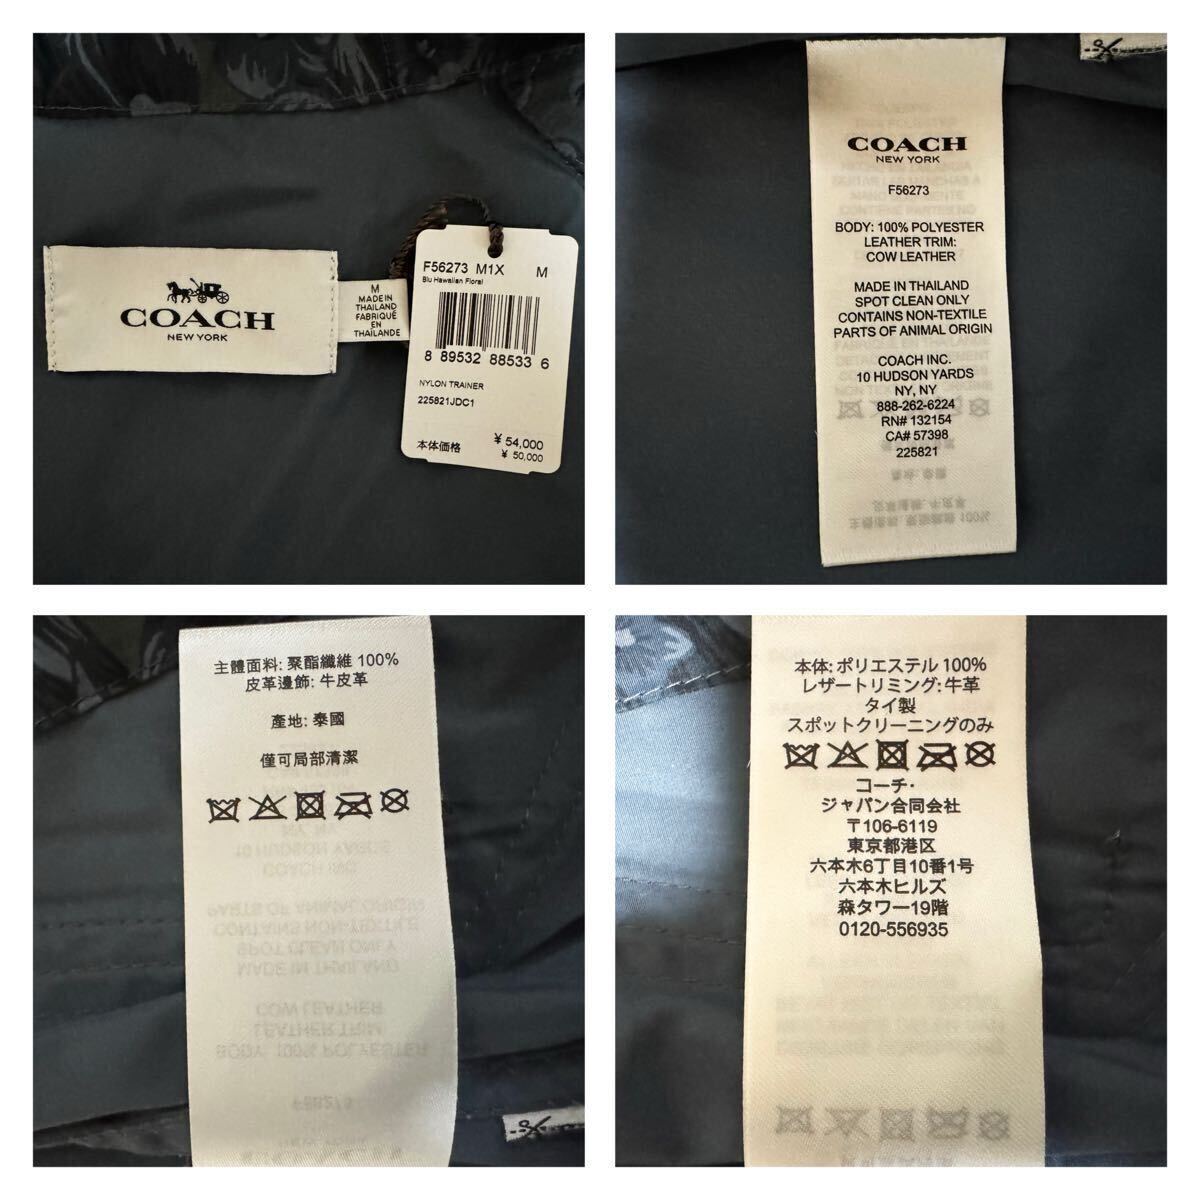 COACH
NEW YORK
M
MADE IN
THAILAND
FABRIQUÉ
EN
THAÏLANDE
F56273 M1X M
Blu Hawaiian Floral
8 89532 88533 6
NYLON TRAINER
225821JDC1
¥ 54,000
本体価格 ¥ 50,000
COACH
NEW YORK
F56273
BODY: 100% POLYESTER
LEATHER TRIM:
COW LEATHER
MADE IN THAILAND
SPOT CLEAN ONLY
CONTAINS NON-TEXTILE
PARTS OF ANIMAL ORIGIN
COACH INC.
10 HUDSON YARDS
NY, NY
888-262-6224
RN# 132154
CA# 57398
225821
主體面料: 聚酯纖維 100%
皮革邊飾: 牛皮革
產地: 泰國
僅可局部清潔
本体: ポリエステル 100%
レザートリミング: 牛革
タイ製
スポットクリーニングのみ
コーチ・
ジャパン合同会社
〒106-6119
東京都港区
六本木6丁目10番1号
六本木ヒルズ
森タワー19階
0120-556935